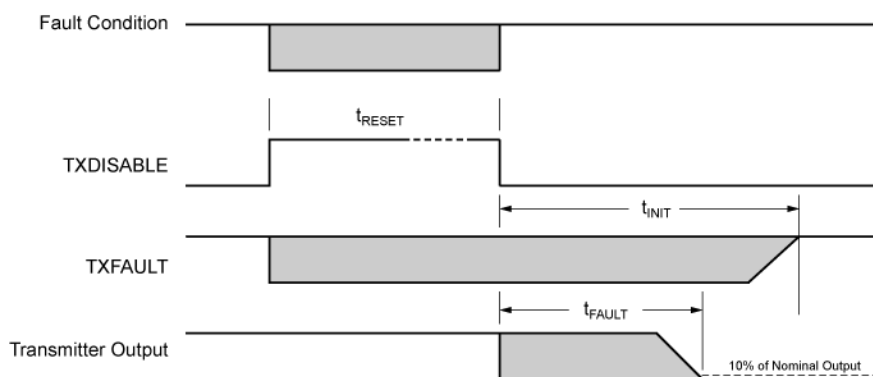 Fault Condition
tRESET
TXDISABLE
tINIT
TXFAULT
tFAULT
Transmitter Output
10% of Nominal Output